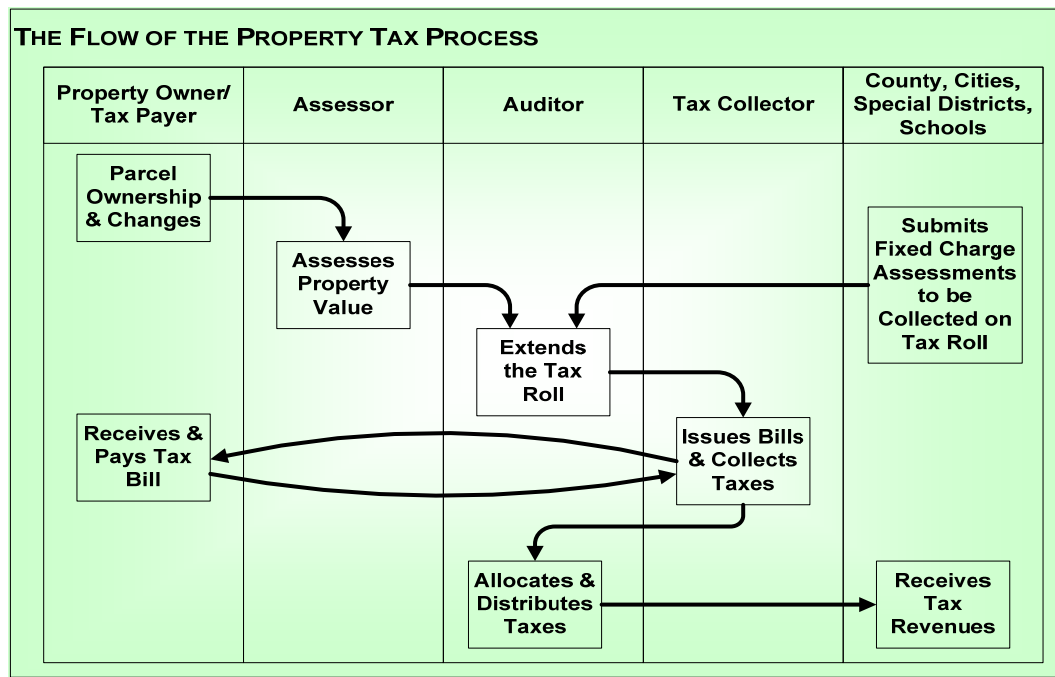 THE FLOW OF THE PROPERTY TAX PROCESS
Property Owner/
Tax Payer
Assessor
Auditor
Tax Collector
County, Cities,
Special Districts,
Schools
Parcel
Ownership
& Changes
Assesses
Property
Value
Submits
Fixed Charge
Assessments
to be
Collected on
Tax Roll
Extends
the Tax
Roll
Receives &
Pays Tax
Bill
Issues Bills
& Collects
Taxes
Allocates &
Distributes
Taxes
Receives
Tax
Revenues